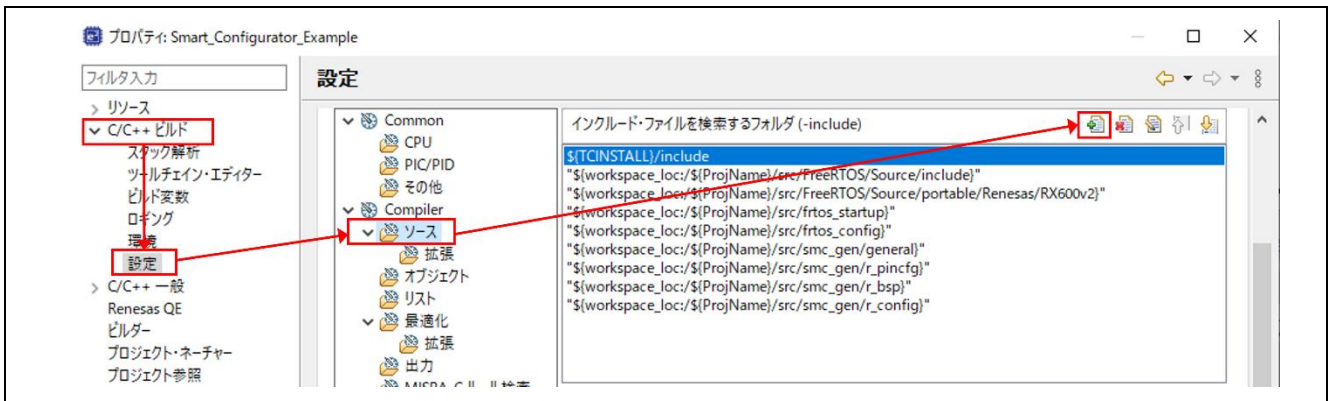 プロパティ: Smart_Configurator_Example
フィルタ入力
設定
リソース
C/C++ ビルド
スタック解析
ツールチェイン・エディター
ビルド変数
ロギング
環境
設定
C/C++ 一般
Renesas QE
ビルダー
プロジェクト・ネーチャー
プロジェクト参照
Common
CPU
PIC/PID
その他
Compiler
ソース
拡張
オブジェクト
リスト
最適化
拡張
出力
インクルード・ファイルを検索するフォルダ (-include)
${TCINSTALL}/include
"${workspace_loc:/${ProjName}/src/FreeRTOS/Source/include}"
"${workspace_loc:/${ProjName}/src/FreeRTOS/Source/portable/Renesas/RX600v2}"
"${workspace_loc:/${ProjName}/src/frtos_startup}"
"${workspace_loc:/${ProjName}/src/frtos_config}"
"${workspace_loc:/${ProjName}/src/smc_gen/general}"
"${workspace_loc:/${ProjName}/src/smc_gen/r_pincfg}"
"${workspace_loc:/${ProjName}/src/smc_gen/r_bsp}"
"${workspace_loc:/${ProjName}/src/smc_gen/r_config}"